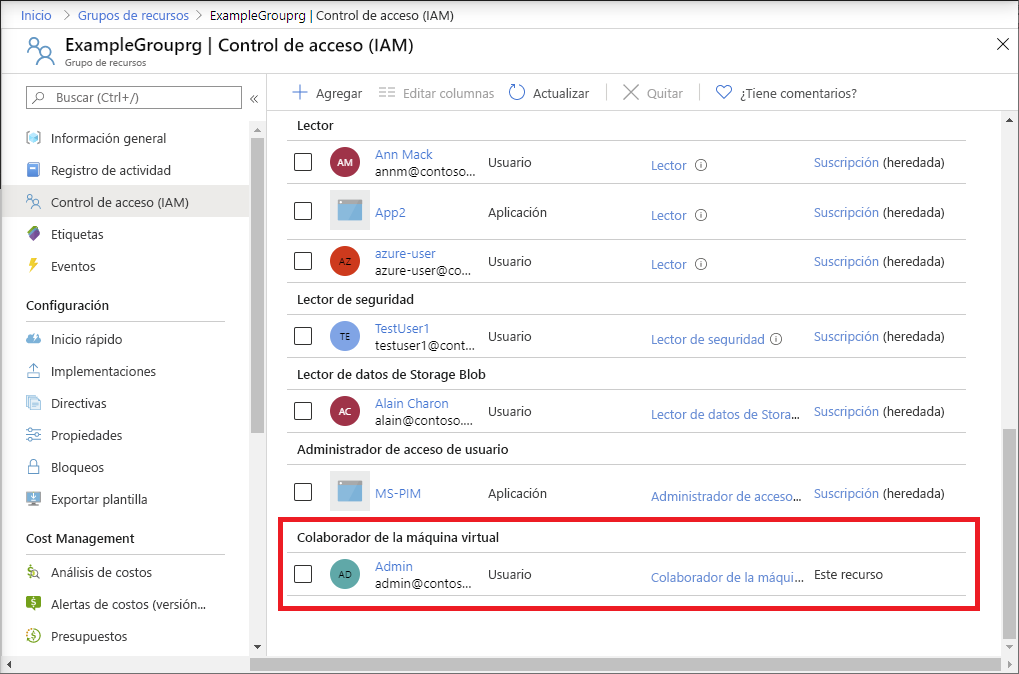 Inicio > Grupos de recursos > ExampleGrouprg | Control de acceso (IAM)
ExampleGrouprg | Control de acceso (IAM)
Grupo de recursos
Buscar (Ctrl+/)
Información general
Registro de actividad
Control de acceso (IAM)
Etiquetas
Eventos
Configuración
Inicio rápido
Implementaciones
Directivas
Propiedades
Bloqueos
Exportar plantilla
Cost Management
Análisis de costos
Alertas de costos (versión...
Presupuestos
Agregar Editar columnas Actualizar Quitar ¿Tiene comentarios?
Lector
AM Ann Mack Usuario Lector Suscripción (heredada)
annm@contoso...
App2 Aplicación Lector Suscripción (heredada)
AZ azure-user Usuario Lector Suscripción (heredada)
azure-user@co...
Lector de seguridad
TE TestUser1 Usuario Lector de seguridad Suscripción (heredada)
testuser1@cont...
Lector de datos de Storage Blob
AC Alain Charon Usuario Lector de datos de Stora... Suscripción (heredada)
alain@contoso....
Administrador de acceso de usuario
MS-PIM Aplicación Administrador de acceso... Suscripción (heredada)
Colaborador de la máquina virtual
AD Admin Usuario Colaborador de la máqui... Este recurso
admin@contos...